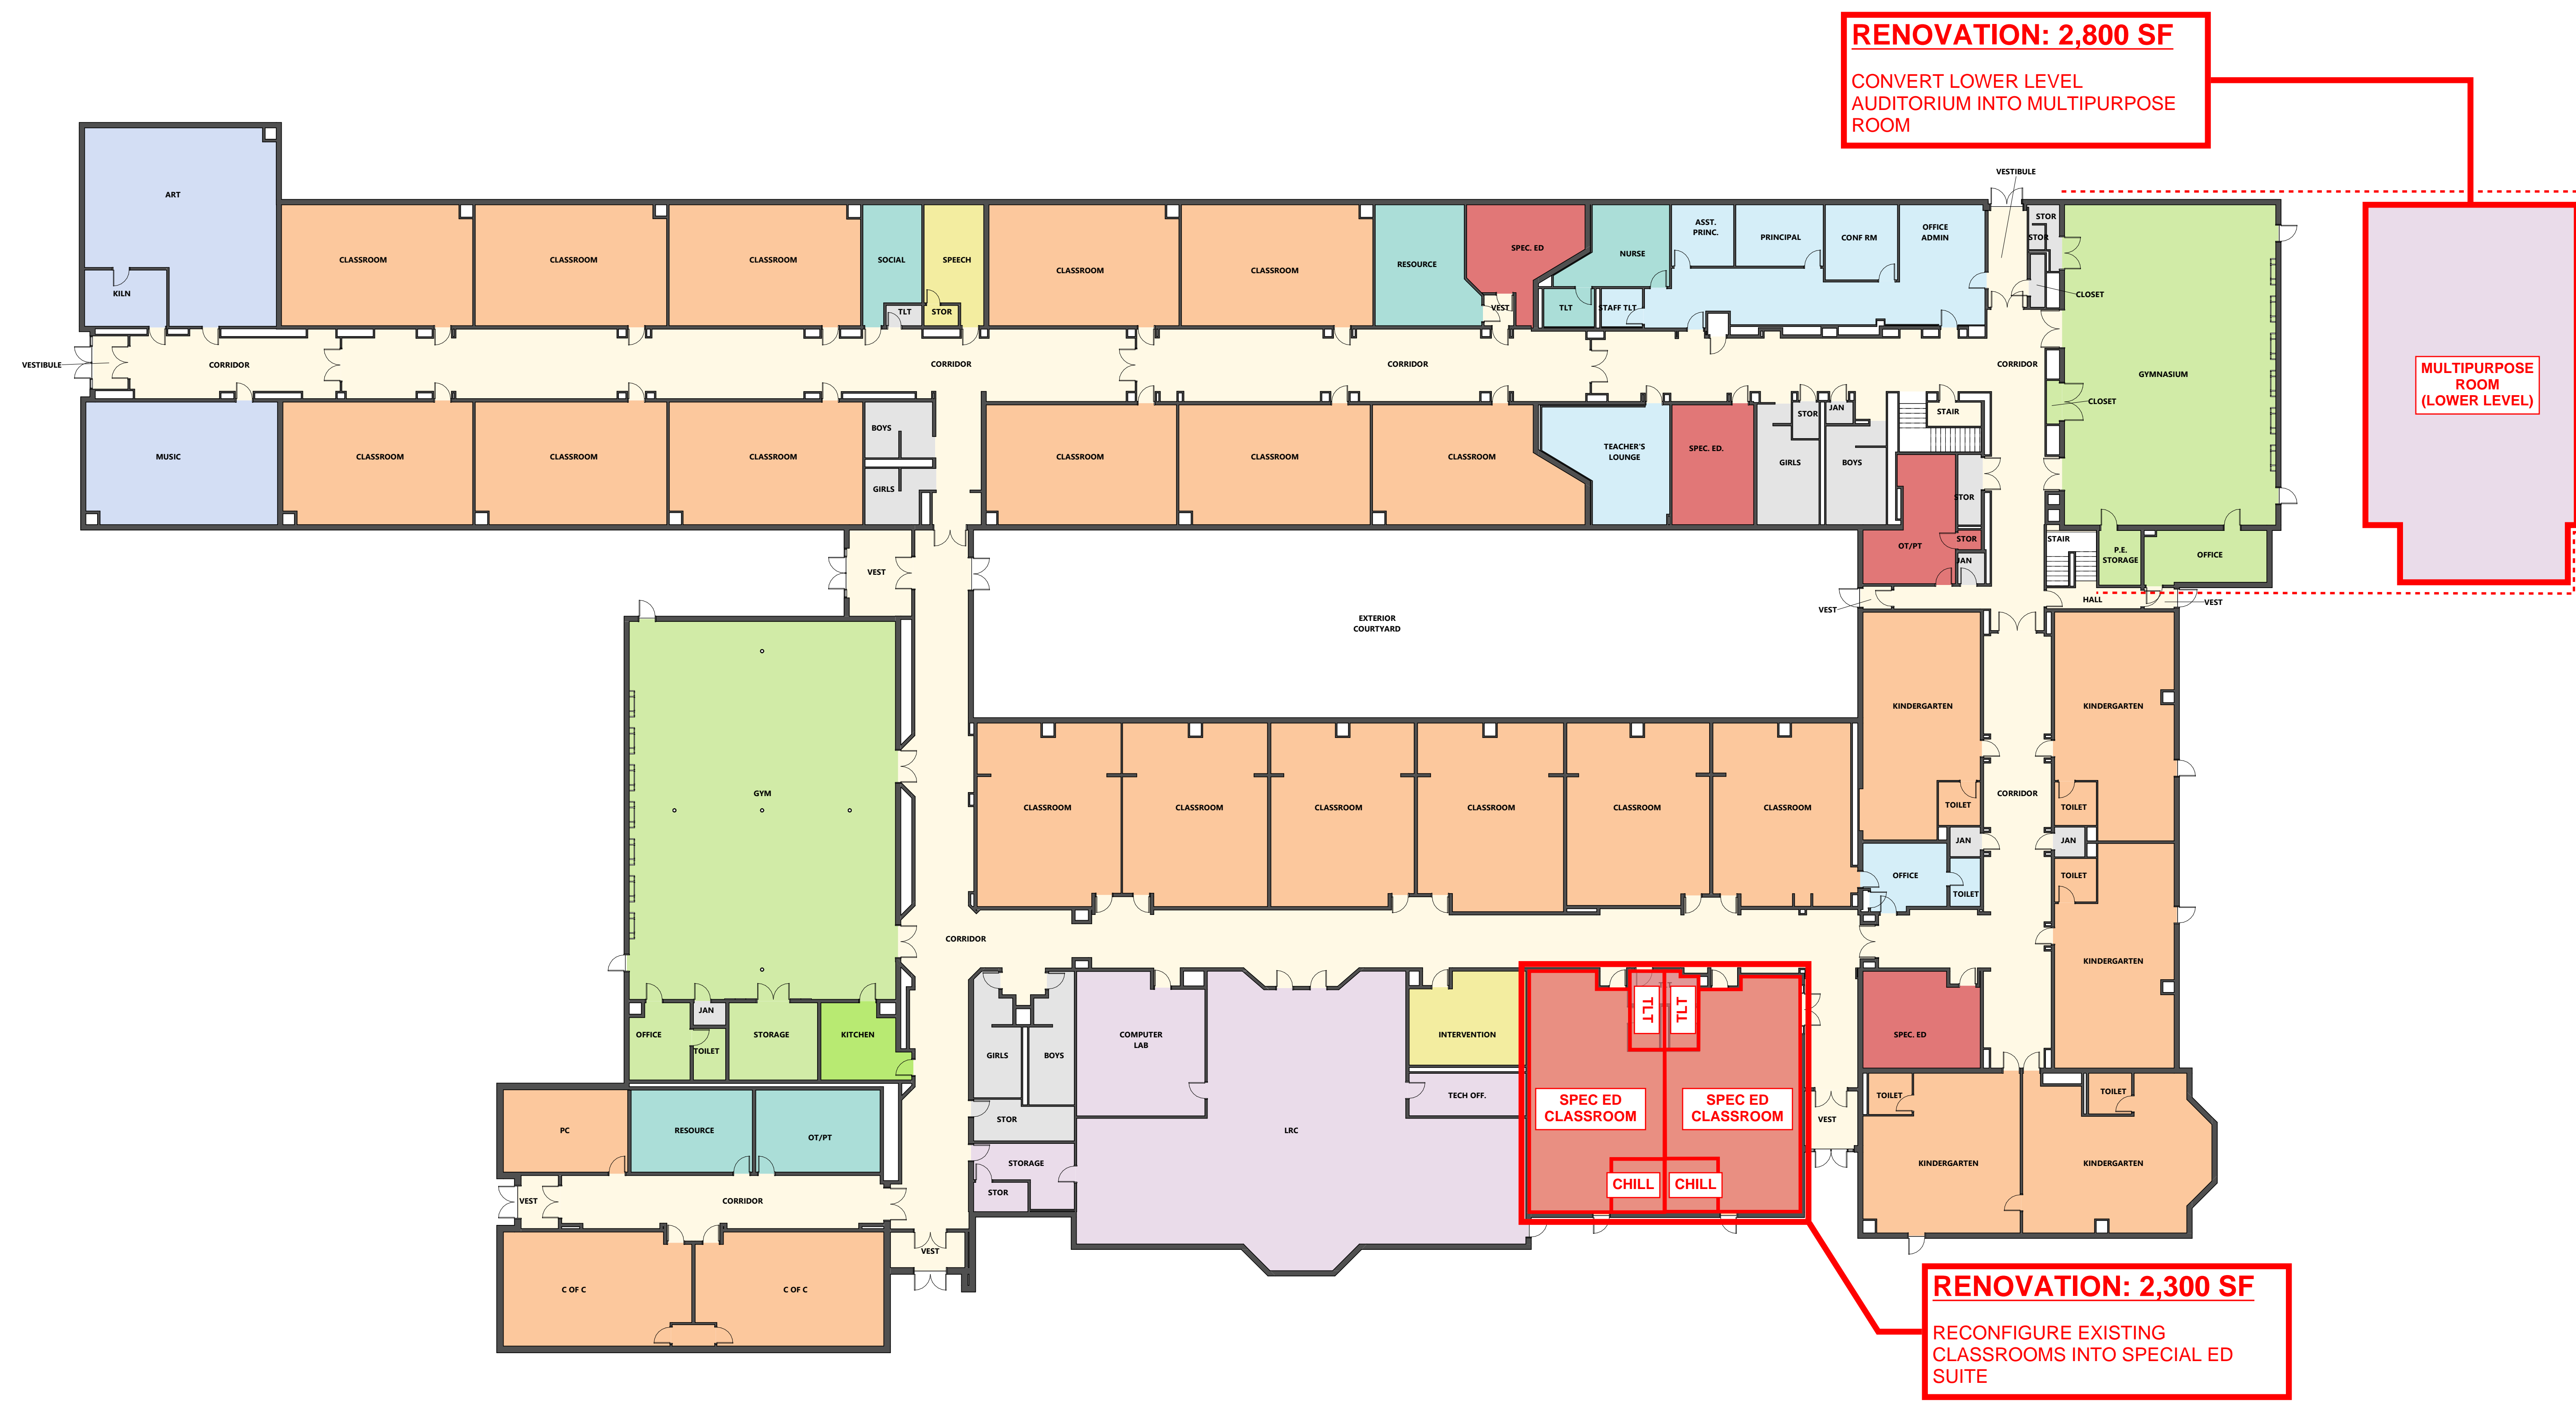 RENOVATION: 2,800 SF
CONVERT LOWER LEVEL
AUDITORIUM INTO MULTIPURPOSE
ROOM
VESTIBULE
ART
KILN
CLASSROOM
CLASSROOM
CLASSROOM
SOCIAL
TLT
SPEECH
STOR
CLASSROOM
CLASSROOM
RESOURCE
SPEC. ED
VEST
NURSE
TLT
STAFF TLT
ASST.
PRINC.
PRINCIPAL
CONF RM
OFFICE
ADMIN
STOR
STOR
CLOSET
GYMNASIUM
CLOSET
MULTIPURPOSE
ROOM
(LOWER LEVEL)
VESTIBULE
CORRIDOR
CORRIDOR
CORRIDOR
CORRIDOR
MUSIC
CLASSROOM
CLASSROOM
CLASSROOM
BOYS
GIRLS
CLASSROOM
CLASSROOM
CLASSROOM
TEACHER'S
LOUNGE
SPEC. ED.
GIRLS
STOR
JAN
BOYS
STAIR
STOR
OT/PT
STOR
JAN
STAIR
P.E.
STORAGE
OFFICE
VEST
HALL
VEST
VEST
EXTERIOR
COURTYARD
GYM
KINDERGARTEN
KINDERGARTEN
CLASSROOM
CLASSROOM
CLASSROOM
CLASSROOM
CLASSROOM
CLASSROOM
TOILET
CORRIDOR
TOILET
JAN
JAN
OFFICE
TOILET
TOILET
KINDERGARTEN
CORRIDOR
OFFICE
JAN
TOILET
STORAGE
KITCHEN
GIRLS
BOYS
STOR
COMPUTER
LAB
INTERVENTION
TECH OFF.
LRC
STORAGE
STOR
TLT
TLT
SPEC ED
CLASSROOM
SPEC ED
CLASSROOM
CHILL
CHILL
VEST
SPEC. ED
TOILET
TOILET
KINDERGARTEN
KINDERGARTEN
PC
RESOURCE
OT/PT
VEST
CORRIDOR
VEST
C OF C
C OF C
RENOVATION: 2,300 SF
RECONFIGURE EXISTING
CLASSROOMS INTO SPECIAL ED
SUITE